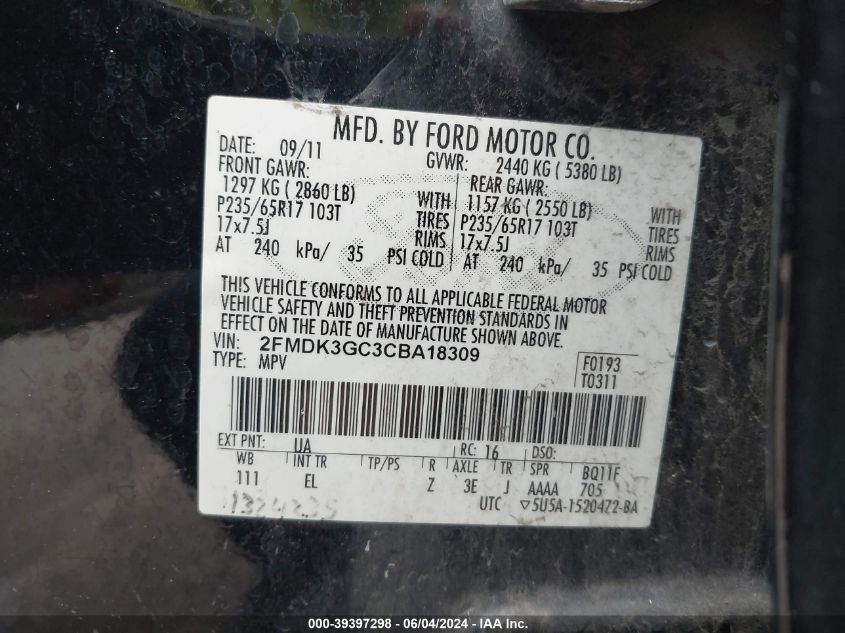 MFD. BY FORD MOTOR CO.
DATE: 09/11 GVWR: 2440 KG ( 5380 LB)
FRONT GAWR: REAR GAWR:
1297 KG ( 2860 LB) WITH 1157 KG ( 2550 LB) WITH
P235/65R17 103T TIRES P235/65R17 103T TIRES
17x7.5J RIMS 17x7.5J RIMS
AT 240 kPa/ 35 PSI COLD AT 240 kPa/ 35 PSI COLD
THIS VEHICLE CONFORMS TO ALL APPLICABLE FEDERAL MOTOR
VEHICLE SAFETY AND THEFT PREVENTION STANDARDS IN
EFFECT ON THE DATE OF MANUFACTURE SHOWN ABOVE.
VIN: 2FMDK3GC3CBA18309
TYPE: MPV
F0193
T0311
EXT PNT: UA RC: 16 DSO:
WB INT TR TP/PS R AXLE TR SPR BQ11F
111 EL Z 3E J AAAA 705
UTC ▽5U5A-1520472-BA
000-39397298 - 06/04/2024 - IAAI Inc.